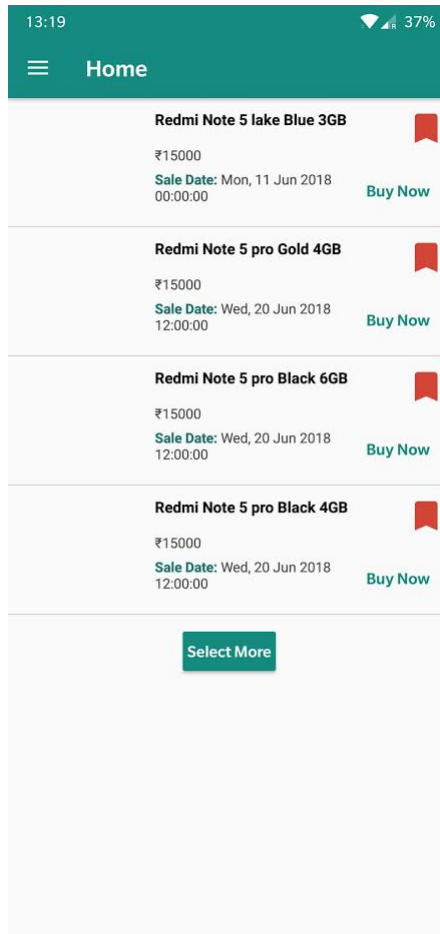 13:19
37%
Home
Redmi Note 5 lake Blue 3GB
₹15000
Sale Date: Mon, 11 Jun 2018
00:00:00
Buy Now
Redmi Note 5 pro Gold 4GB
₹15000
Sale Date: Wed, 20 Jun 2018
12:00:00
Buy Now
Redmi Note 5 pro Black 6GB
₹15000
Sale Date: Wed, 20 Jun 2018
12:00:00
Buy Now
Redmi Note 5 pro Black 4GB
₹15000
Sale Date: Wed, 20 Jun 2018
12:00:00
Buy Now
Select More